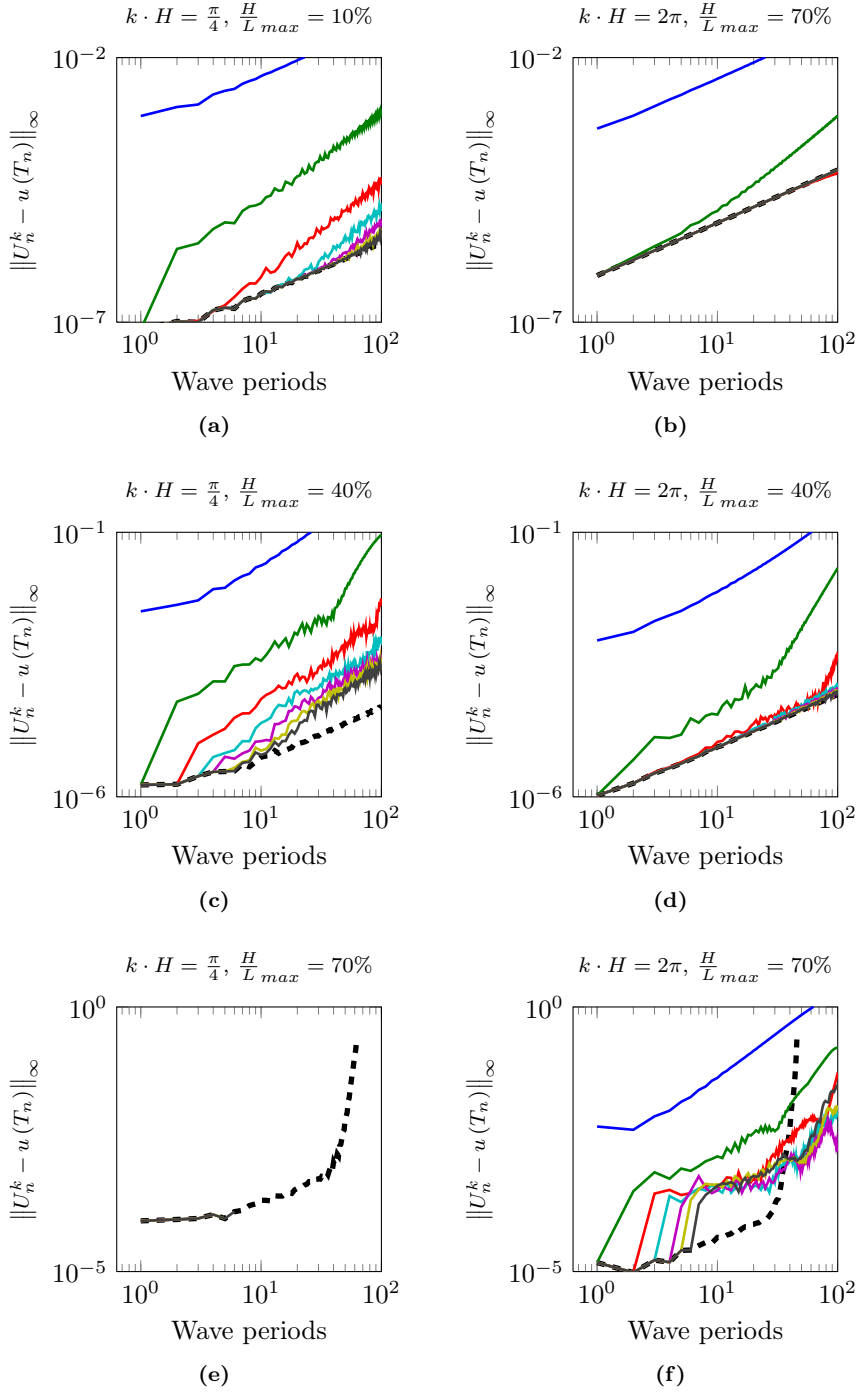 k · H = π/4, H/L max = 10%
‖U_n^k − u (T_n)‖_∞
10^−2
10^−7
10^0 10^1 10^2
Wave periods
(a)
k · H = 2π, H/L max = 70%
‖U_n^k − u (T_n)‖_∞
10^−2
10^−7
10^0 10^1 10^2
Wave periods
(b)
k · H = π/4, H/L max = 40%
‖U_n^k − u (T_n)‖_∞
10^−1
10^−6
10^0 10^1 10^2
Wave periods
(c)
k · H = 2π, H/L max = 40%
‖U_n^k − u (T_n)‖_∞
10^−1
10^−6
10^0 10^1 10^2
Wave periods
(d)
k · H = π/4, H/L max = 70%
‖U_n^k − u (T_n)‖_∞
10^0
10^−5
10^0 10^1 10^2
Wave periods
(e)
k · H = 2π, H/L max = 70%
‖U_n^k − u (T_n)‖_∞
10^0
10^−5
10^0 10^1 10^2
Wave periods
(f)